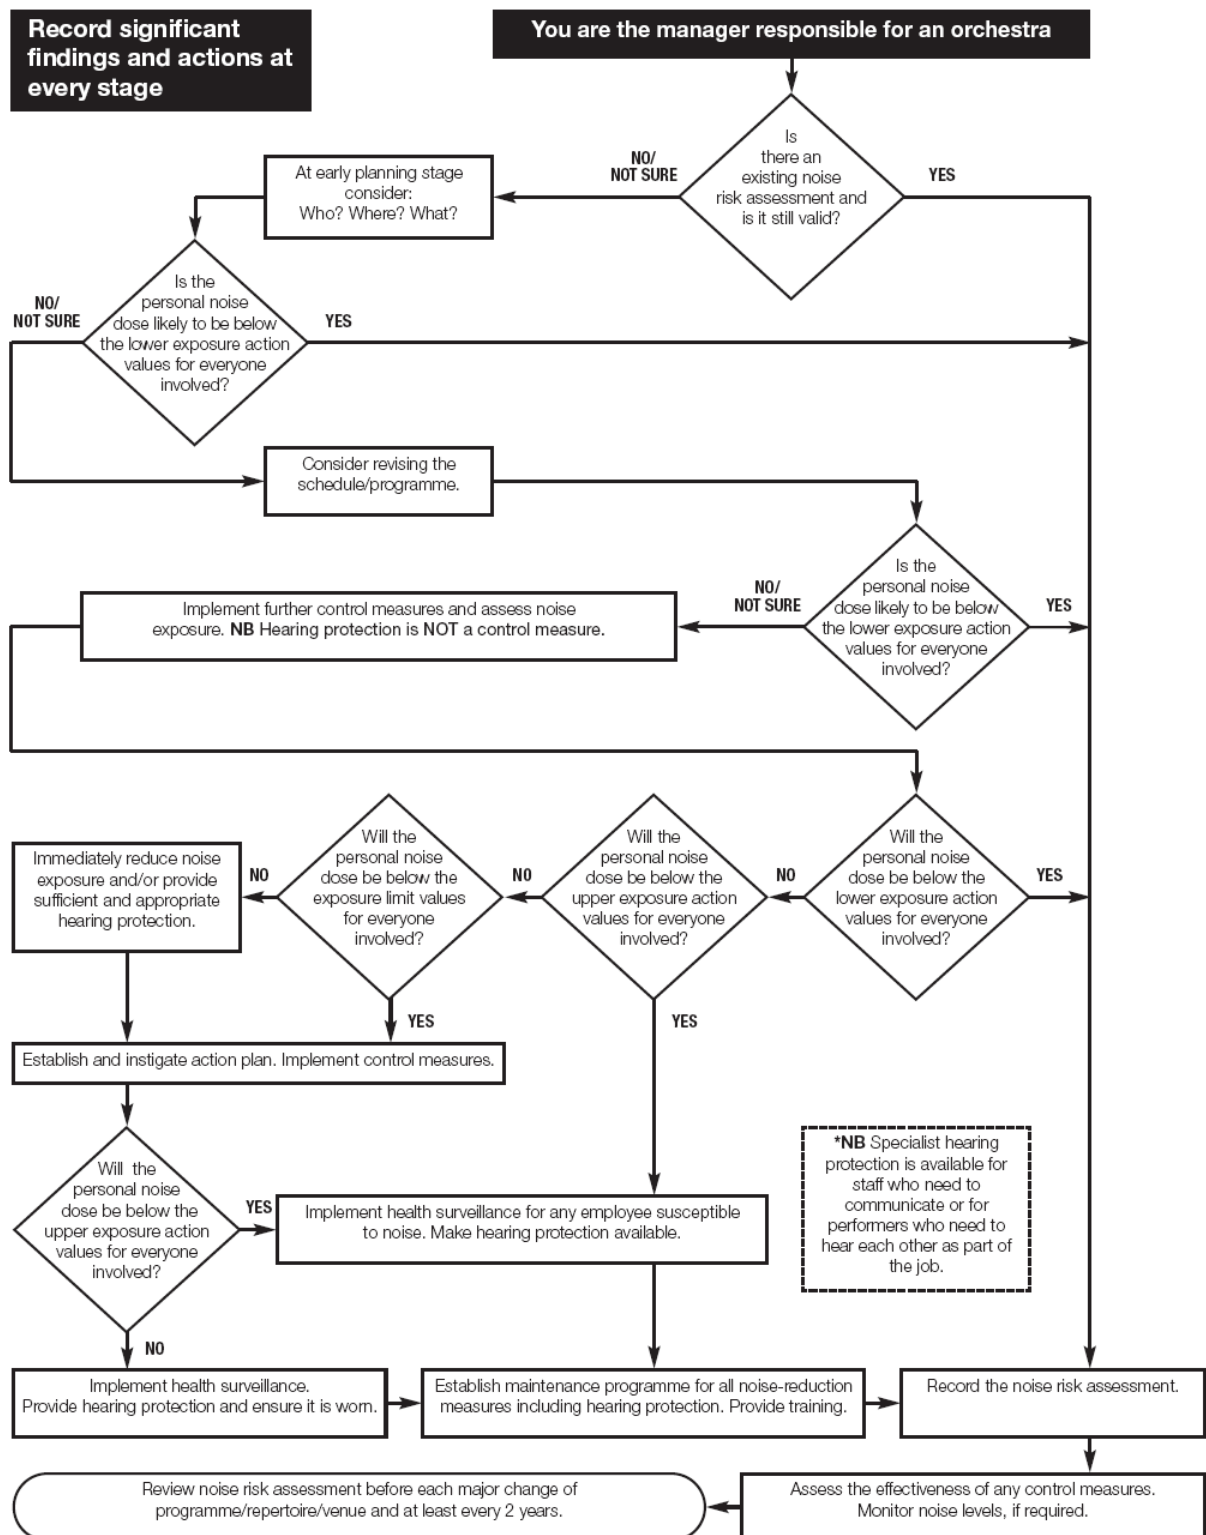 Record significant
findings and actions at
every stage
You are the manager responsible for an orchestra
Is
there an
existing noise
risk assessment and
is it still valid?
NO/
NOT SURE
YES
At early planning stage
consider:
Who? Where? What?
Is the
personal noise
dose likely to be below
the lower exposure action
values for everyone
involved?
NO/
NOT SURE
YES
Consider revising the
schedule/programme.
Is the
personal noise
dose likely to be below
the lower exposure action
values for everyone
involved?
NO/
NOT SURE
YES
Implement further control measures and assess noise
exposure. NB Hearing protection is NOT a control measure.
Will the
personal noise
dose be below the
lower exposure action
values for everyone
involved?
YES
NO
Will the
personal noise
dose be below the
upper exposure action
values for everyone
involved?
NO
YES
Will the
personal noise
dose be below the
exposure limit values
for everyone
involved?
NO
YES
Immediately reduce noise
exposure and/or provide
sufficient and appropriate
hearing protection.
Establish and instigate action plan. Implement control measures.
Will the
personal noise
dose be below the
upper exposure action
values for everyone
involved?
YES
NO
Implement health surveillance for any employee susceptible
to noise. Make hearing protection available.
*NB Specialist hearing
protection is available for
staff who need to
communicate or for
performers who need to
hear each other as part of
the job.
Implement health surveillance.
Provide hearing protection and ensure it is worn.
Establish maintenance programme for all noise-reduction
measures including hearing protection. Provide training.
Record the noise risk assessment.
Assess the effectiveness of any control measures.
Monitor noise levels, if required.
Review noise risk assessment before each major change of
programme/repertoire/venue and at least every 2 years.